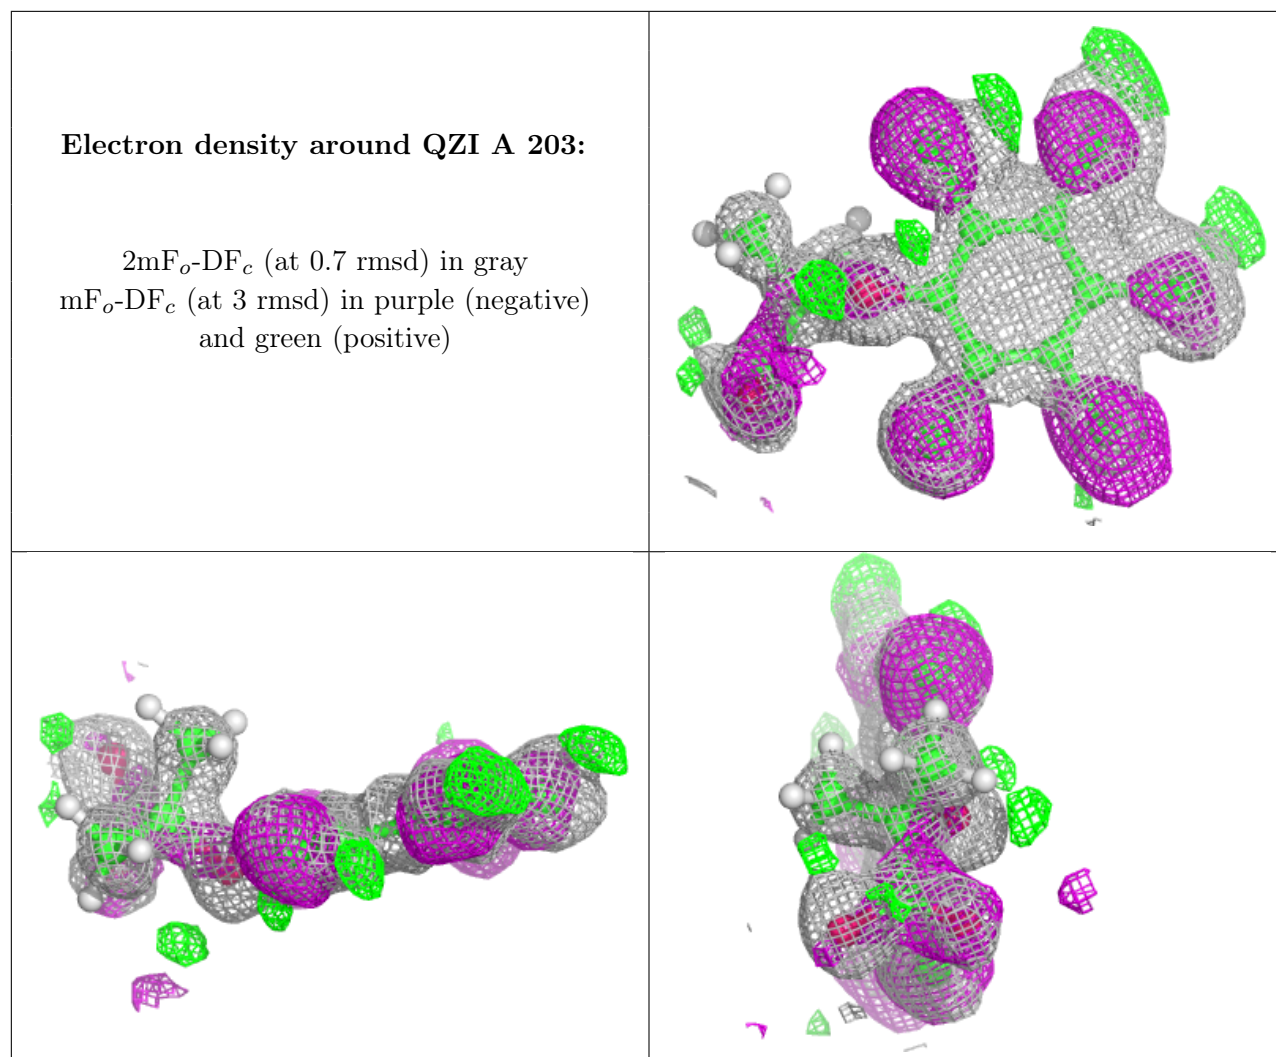 Electron density around QZI A 203:
2mFo-DFc (at 0.7 rmsd) in gray
mFo-DFc (at 3 rmsd) in purple (negative)
and green (positive)